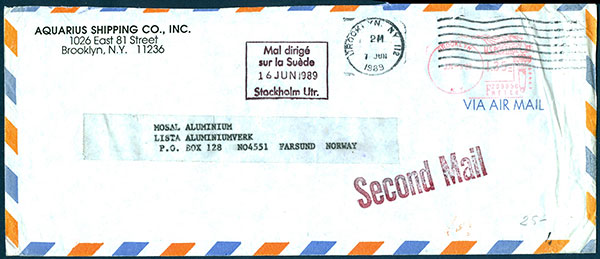 AQUARIUS SHIPPING CO., INC.
1026 East 81 Street
Brooklyn, N.Y. 11236
Mal dirigé
sur la Suède
16 JUN 1989
Stockholm Utr.
BROOKLYN, NY 112
PM
7 JUN
1989
VIA AIR MAIL
MOSAL ALUMINIUM
LISTA ALUMINIUMVERK
P.O. BOX 128 NO4551 FARSUND NORWAY
Second Mail
25-